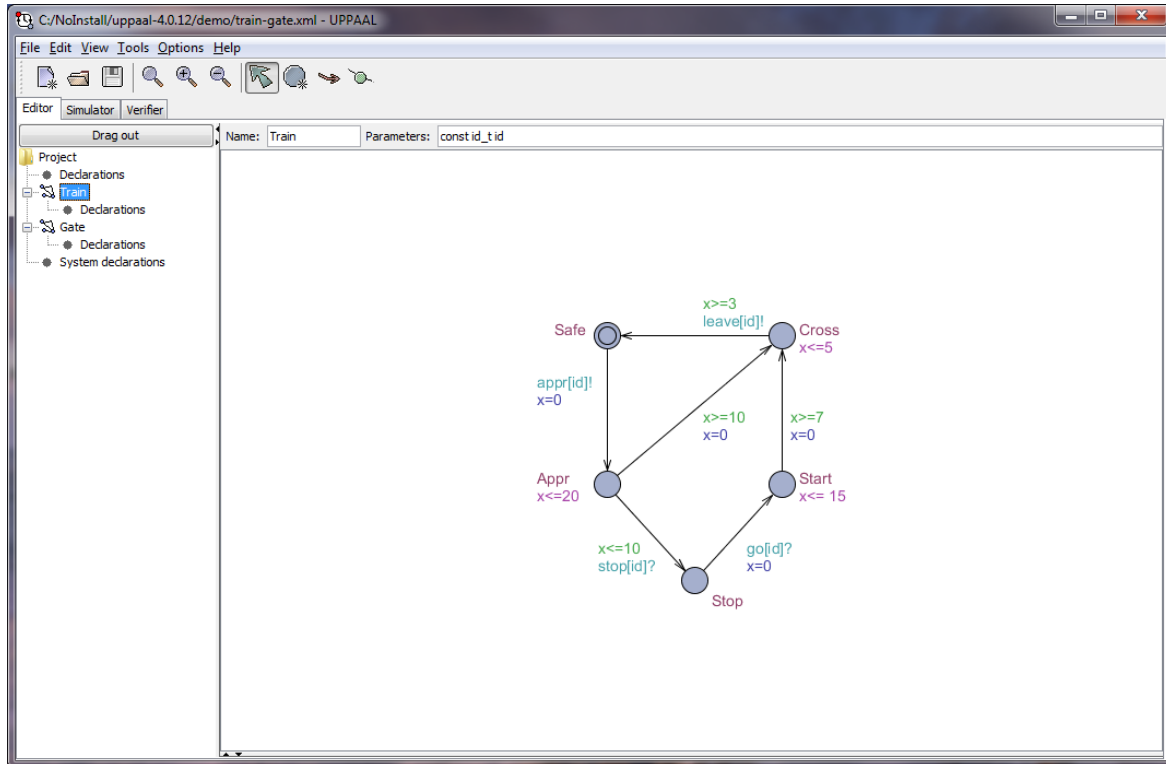 C:/NoInstall/uppaal-4.0.12/demo/train-gate.xml - UPPAAL
File Edit View Tools Options Help
Editor Simulator Verifier
Drag out
Name: Train Parameters: const id_t id
Project
Declarations
Train
Declarations
Gate
Declarations
System declarations
x>=3
leave[id]!
Safe
Cross
x<=5
appr[id]!
x=0
x>=10
x=0
x>=7
x=0
Appr
x<=20
Start
x<= 15
x<=10
stop[id]?
go[id]?
x=0
Stop